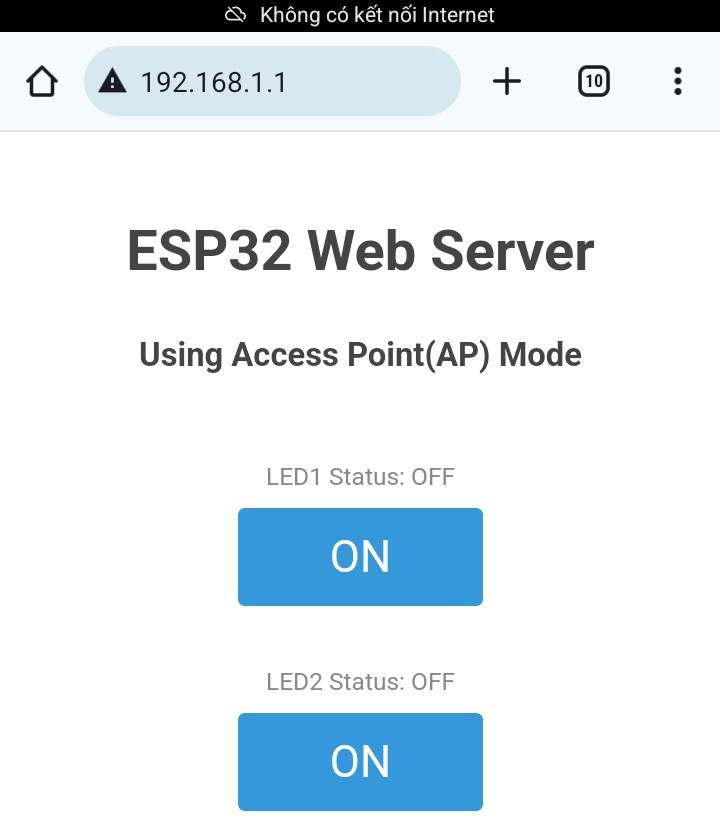 Không có kết nối Internet
192.168.1.1
10
ESP32 Web Server
Using Access Point(AP) Mode
LED1 Status: OFF
ON
LED2 Status: OFF
ON